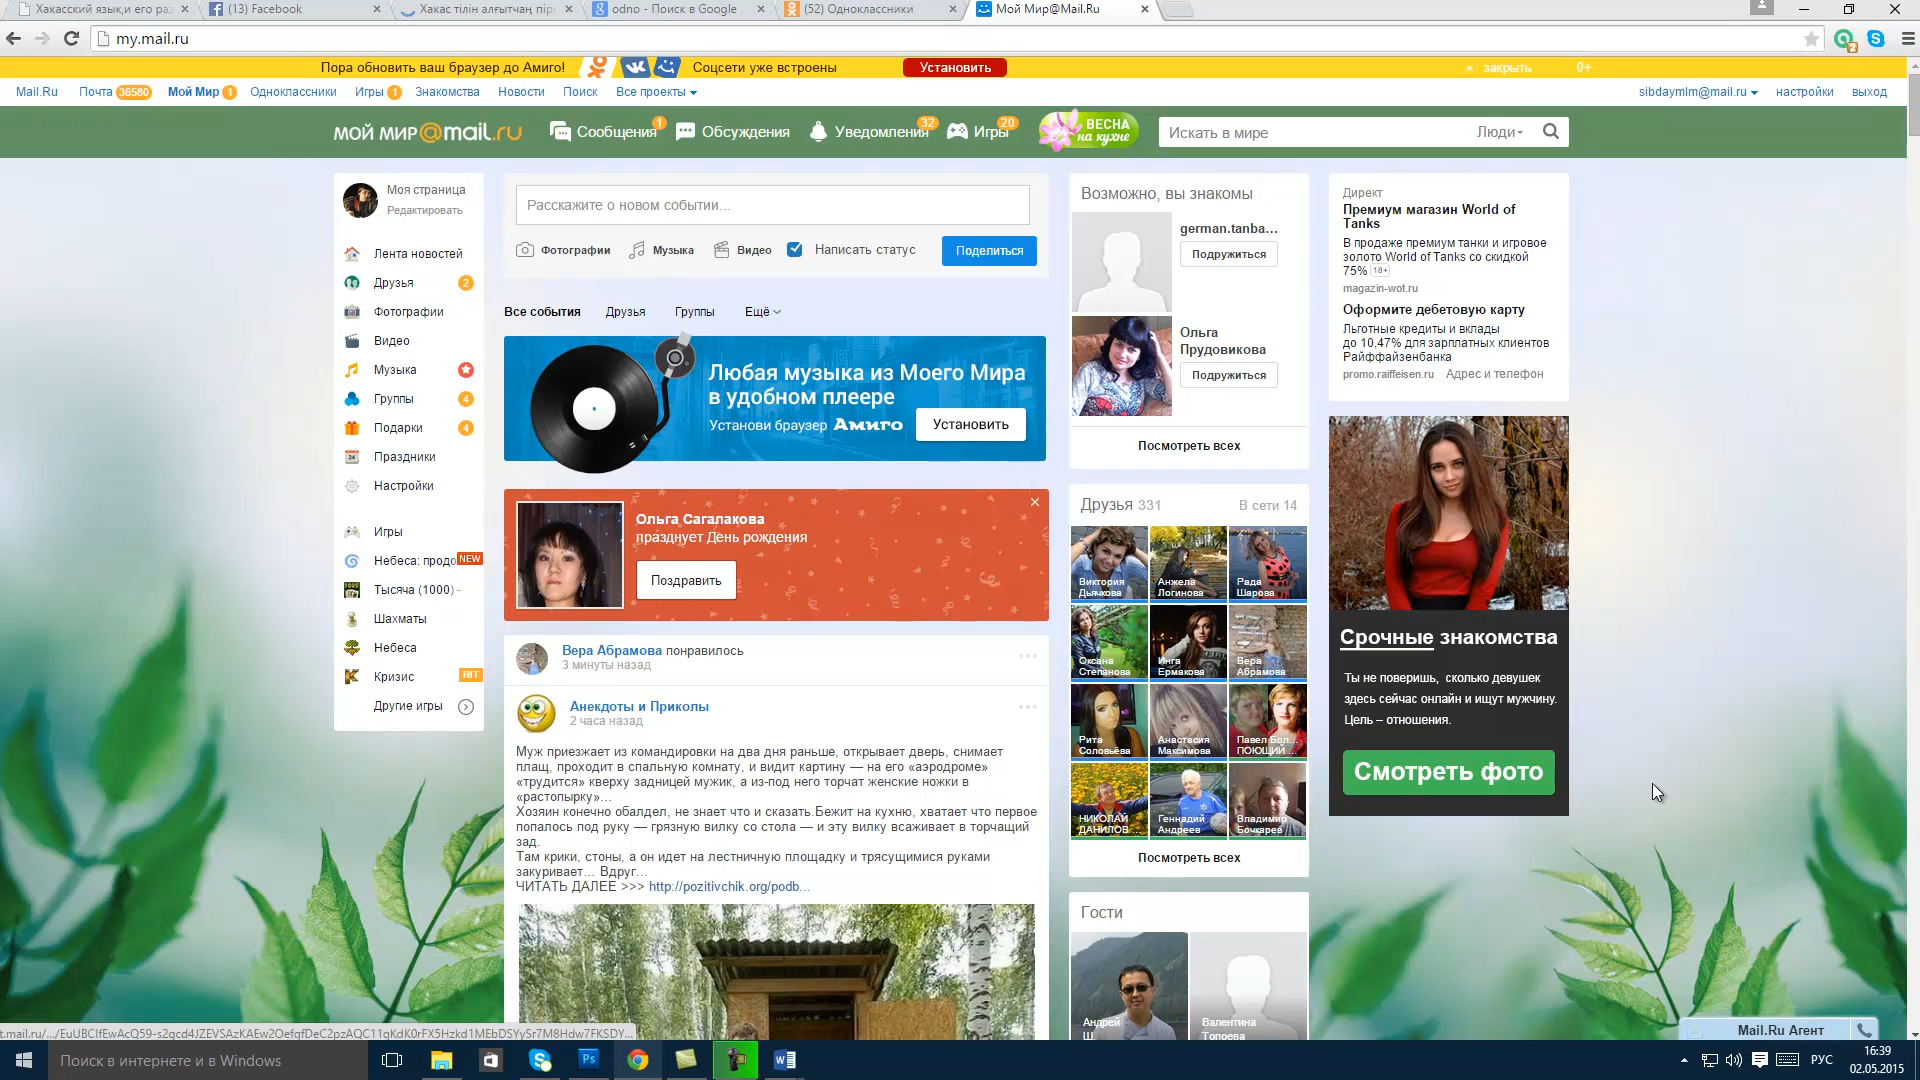 Хакасский язык,и его ра
(13) Facebook
Хакас тілін алғытчаң пір
odno - Поиск в Google
(52) Одноклассники
Мой Мир@Mail.Ru
my.mail.ru
2
Пора обновить ваш браузер до Амиго!
Соцсети уже встроены
Установить
× закрыть
0+
Mail.Ru
Почта 36580
Мой Мир 1
Одноклассники
Игры 1
Знакомства
Новости
Поиск
Все проекты
sibdaymlm@mail.ru
настройки
выход
МОЙ МИР@mail.ru
Сообщения 1
Обсуждения
Уведомления 32
Игры 20
ВЕСНА
на кухне
Искать в мире
Люди
Моя страница
Редактировать
Лента новостей
Друзья 2
Фотографии
Видео
Музыка
Группы 4
Подарки 4
Праздники
Настройки
Игры
Небеса: продо NEW
Тысяча (1000) -
Шахматы
Небеса
Кризис HIT
Другие игры
Расскажите о новом событии...
Фотографии
Музыка
Видео
Написать статус
Поделиться
Все события
Друзья
Группы
Ещё
Любая музыка из Моего Мира
в удобном плеере
Установи браузер Амиго
Установить
Ольга Сагалакова
празднует День рождения
Поздравить
Вера Абрамова понравилось
3 минуты назад
Анекдоты и Приколы
2 часа назад
Муж приезжает из командировки на два дня раньше, открывает дверь, снимает
плащ, проходит в спальную комнату, и видит картину — на его «аэродроме»
«трудится» кверху задницей мужик, а из-под него торчат женские ножки в
«растопырку»...
Хозяин конечно обалдел, не знает что и сказать.Бежит на кухню, хватает что первое
попалось под руку — грязную вилку со стола — и эту вилку всаживает в торчащий
зад.
Там крики, стоны, а он идет на лестничную площадку и трясущимися руками
закуривает... Вдруг...
ЧИТАТЬ ДАЛЕЕ >>> http://pozitivchik.org/podb...
Возможно, вы знакомы
german.tanba...
Подружиться
Ольга
Прудовикова
Подружиться
Посмотреть всех
Друзья 331
В сети 14
Виктория
Дьячкова
Анжела
Логинова
Рада
Шарова
Оксана
Степанова
Инга
Ермакова
Вера
Абрамова
Рита
Соловьёва
Анастасия
Максимова
Павел Бол...
ПОЮЩИЙ ...
НИКОЛАЙ
ДАНИЛОВ...
Геннадий
Андреев
Владимир
Бочкарев
Посмотреть всех
Гости
Андрей
Ш
Валентина
Топоева
Директ
Премиум магазин World of
Tanks
В продаже премиум танки и игровое
золото World of Tanks со скидкой
75% 18+
magazin-wot.ru
Оформите дебетовую карту
Льготные кредиты и вклады
до 10,47% для зарплатных клиентов
Райффайзенбанка
promo.raiffeisen.ru Адрес и телефон
Срочные знакомства
Ты не поверишь, сколько девушек
здесь сейчас онлайн и ищут мужчину.
Цель – отношения.
Смотреть фото
Mail.Ru Агент
Поиск в интернете и в Windows
РУС
16:39
02.05.2015